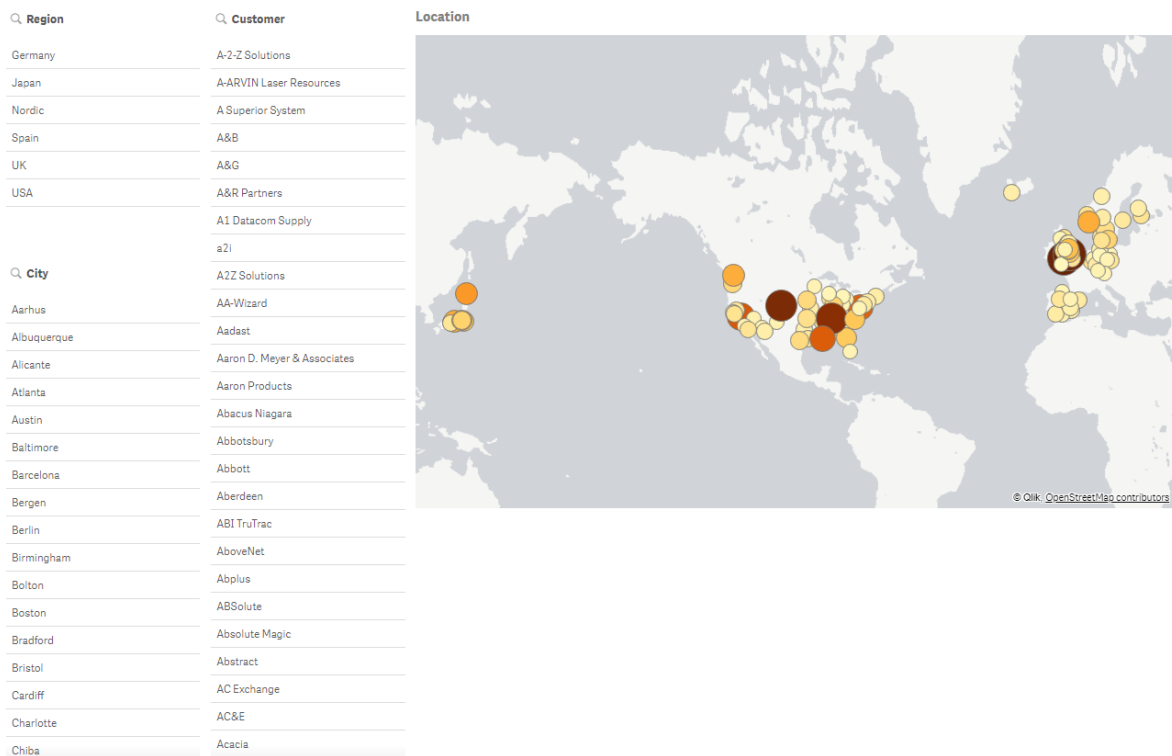 Region
Germany
Japan
Nordic
Spain
UK
USA
City
Aarhus
Albuquerque
Alicante
Atlanta
Austin
Baltimore
Barcelona
Bergen
Berlin
Birmingham
Bolton
Boston
Bradford
Bristol
Cardiff
Charlotte
Chiba
Customer
A-2-Z Solutions
A-ARVIN Laser Resources
A Superior System
A&B
A&G
A&R Partners
A1 Datacom Supply
a2i
A2Z Solutions
AA-Wizard
Aadast
Aaron D. Meyer & Associates
Aaron Products
Abacus Niagara
Abbotsbury
Abbott
Aberdeen
ABI TruTrac
AboveNet
Abplus
ABSolute
Absolute Magic
Abstract
AC Exchange
AC&E
Acacia
Location
© Qlik, OpenStreetMap contributors